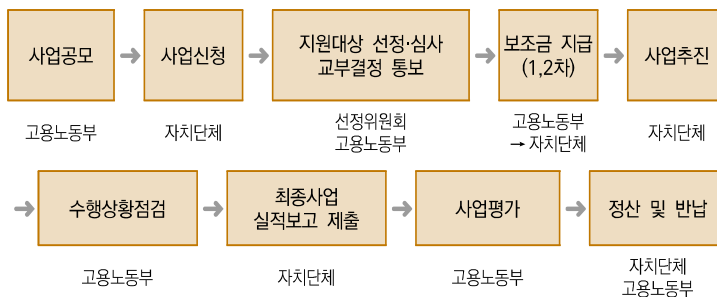 사업공모
사업신청
지원대상 선정·심사
교부결정 통보
보조금 지급
(1,2차)
사업추진
고용노동부
자치단체
선정위원회
고용노동부
고용노동부
→ 자치단체
자치단체
수행상황점검
최종사업
실적보고 제출
사업평가
정산 및 반납
고용노동부
자치단체
고용노동부
자치단체
고용노동부